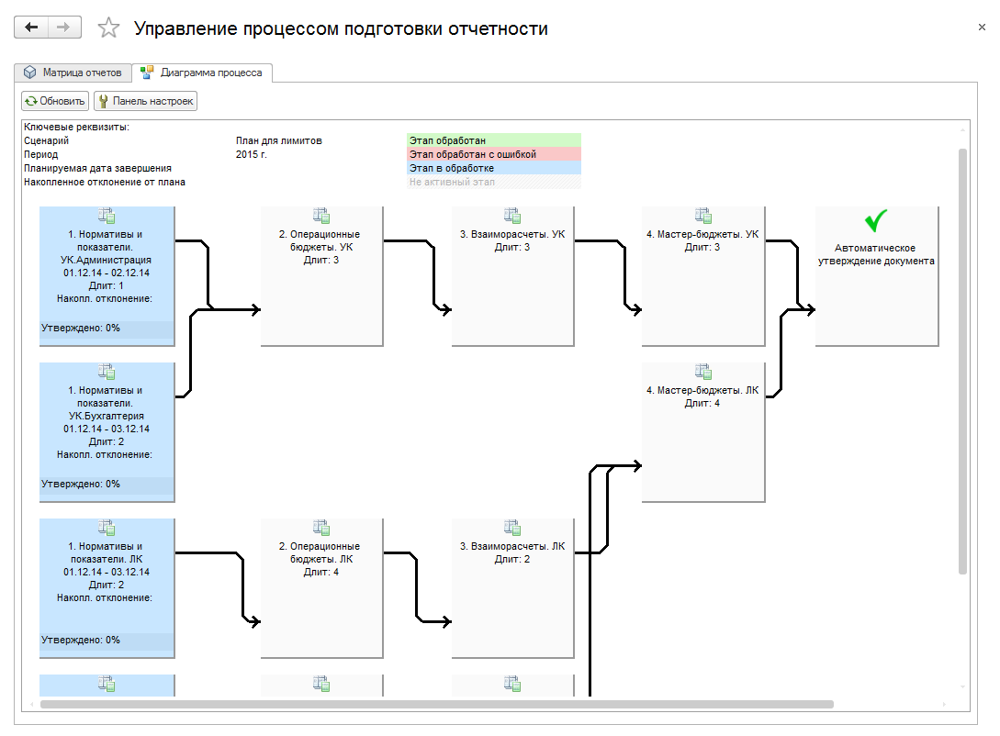 Управление процессом подготовки отчетности
Матрица отчетов
Диаграмма процесса
Обновить
Панель настроек
Ключевые реквизиты:
Сценарий
План для лимитов
Этап обработан
Период
2015 г.
Этап обработан с ошибкой
Планируемая дата завершения
Этап в обработке
Накопленное отклонение от плана
Не активный этап
1. Нормативы и
показатели.
УК.Администрация
01.12.14 - 02.12.14
Длит: 1
Накопл. отклонение:
Утверждено: 0%
2. Операционные
бюджеты. УК
Длит: 3
3. Взаиморасчеты. УК
Длит: 3
4. Мастер-бюджеты. УК
Длит: 3
Автоматическое
утверждение документа
1. Нормативы и
показатели.
УК.Бухгалтерия
01.12.14 - 03.12.14
Длит: 2
Накопл. отклонение:
Утверждено: 0%
4. Мастер-бюджеты. ЛК
Длит: 4
1. Нормативы и
показатели. ЛК
01.12.14 - 03.12.14
Длит: 2
Накопл. отклонение:
Утверждено: 0%
2. Операционные
бюджеты. ЛК
Длит: 4
3. Взаиморасчеты. ЛК
Длит: 2